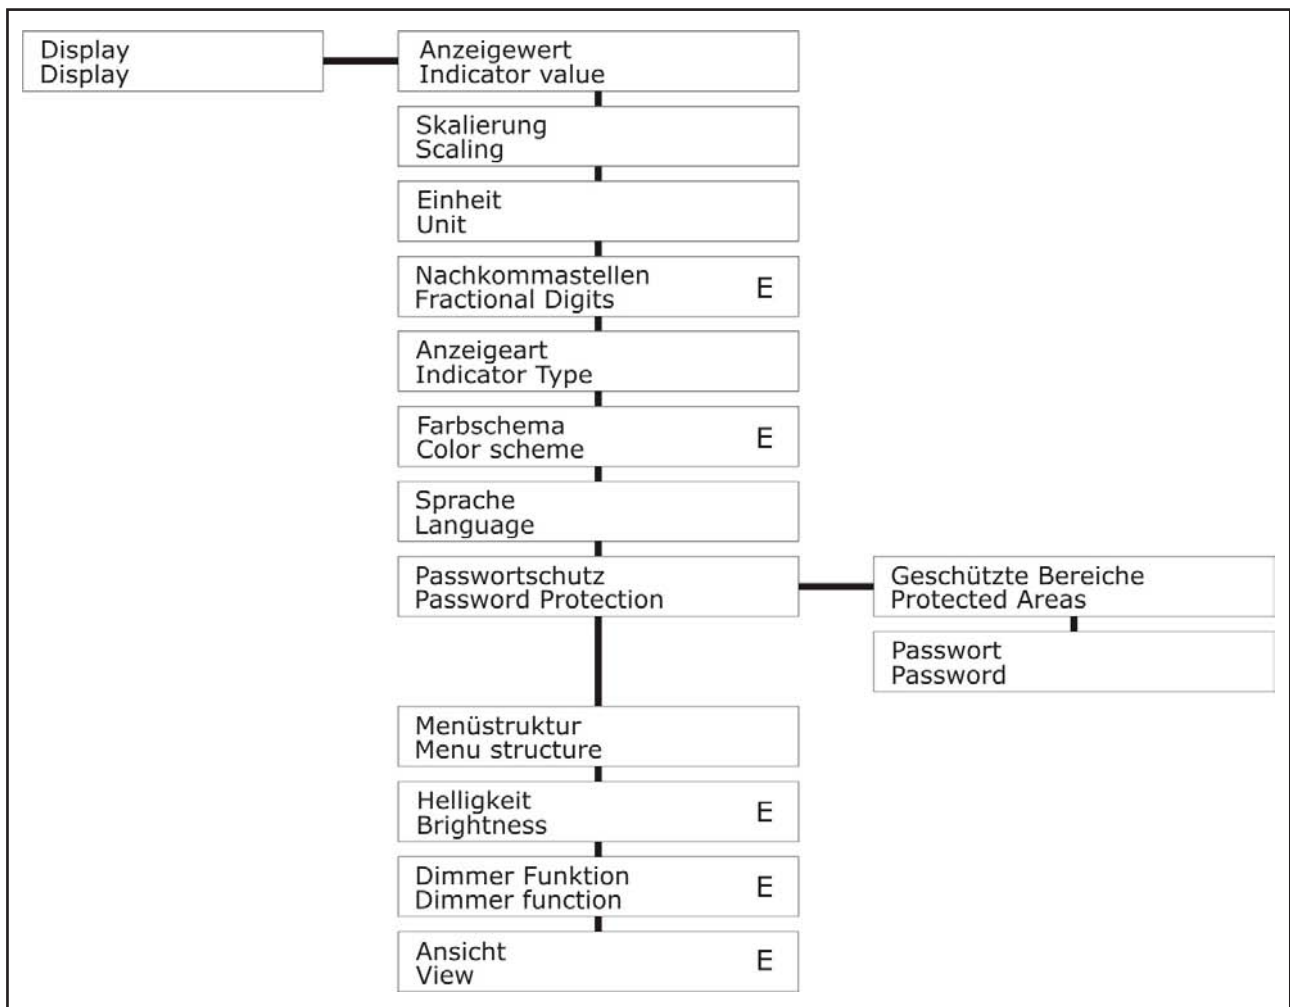 Display
Display
Anzeigewert
Indicator value
Skalierung
Scaling
Einheit
Unit
Nachkommastellen
Fractional Digits
E
Anzeigeart
Indicator Type
Farbschema
Color scheme
E
Sprache
Language
Passwortschutz
Password Protection
Geschützte Bereiche
Protected Areas
Passwort
Password
Menüstruktur
Menu structure
Helligkeit
Brightness
E
Dimmer Funktion
Dimmer function
E
Ansicht
View
E